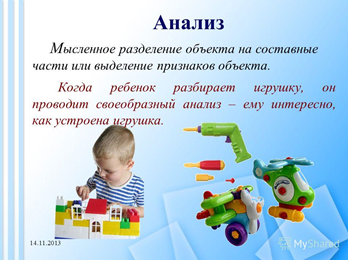 Анализ
Мысленное разделение объекта на составные
части или выделение признаков объекта.
Когда ребенок разбирает игрушку, он
проводит своеобразный анализ – ему интересно,
как устроена игрушка.
14.11.2013
MyShared